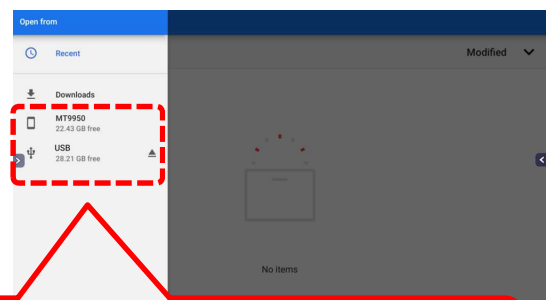 Open from
Recent
Modified
Downloads
MT9950
22.43 GB free
USB
28.21 GB free
No items